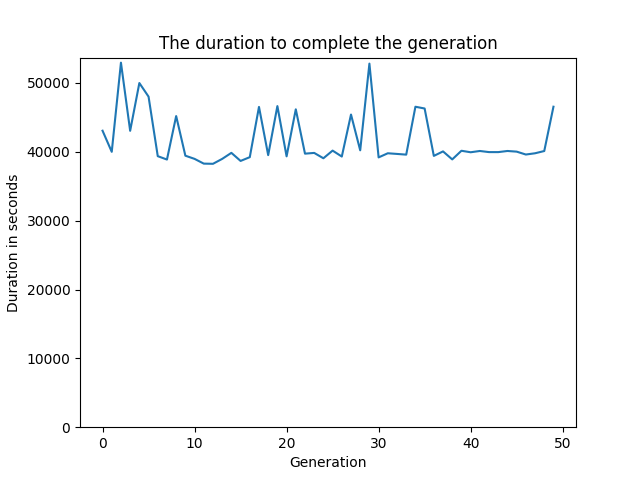 The duration to complete the generation
Duration in seconds
50000
40000
30000
20000
10000
0
0 10 20 30 40 50
Generation